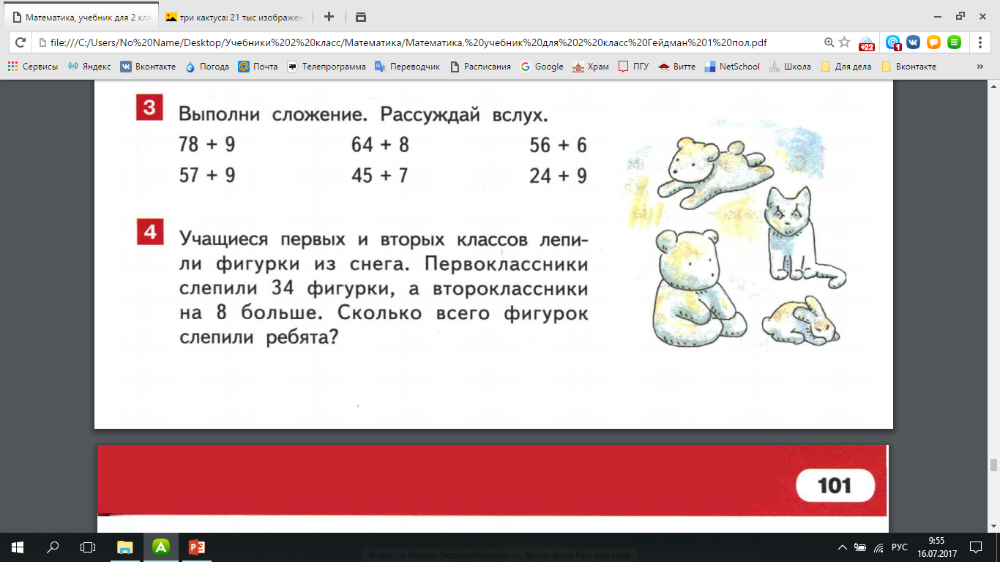 Математика, учебник для 2 кла
три кактуса: 21 тыс изображен
file:///C:/Users/No%20Name/Desktop/Учебники%202%20класс/Математика/Математика,%20учебник%20для%202%20класс%20Гейдман%201%20пол.pdf
+22
1
Сервисы Яндекс Вконтакте Погода Почта Телепрограмма Переводчик Расписания Google Храм ПГУ Витте NetSchool Школа Для дела Вконтакте »
3 Выполни сложение. Рассуждай вслух.
78 + 9 64 + 8 56 + 6
57 + 9 45 + 7 24 + 9
4 Учащиеся первых и вторых классов лепи-
ли фигурки из снега. Первоклассники
слепили 34 фигурки, а второклассники
на 8 больше. Сколько всего фигурок
слепили ребята?
101
Яндекс и Minden Pictures/Fotodom.ru. Автор фото Paul van Hoof
РУС
9:55
16.07.2017